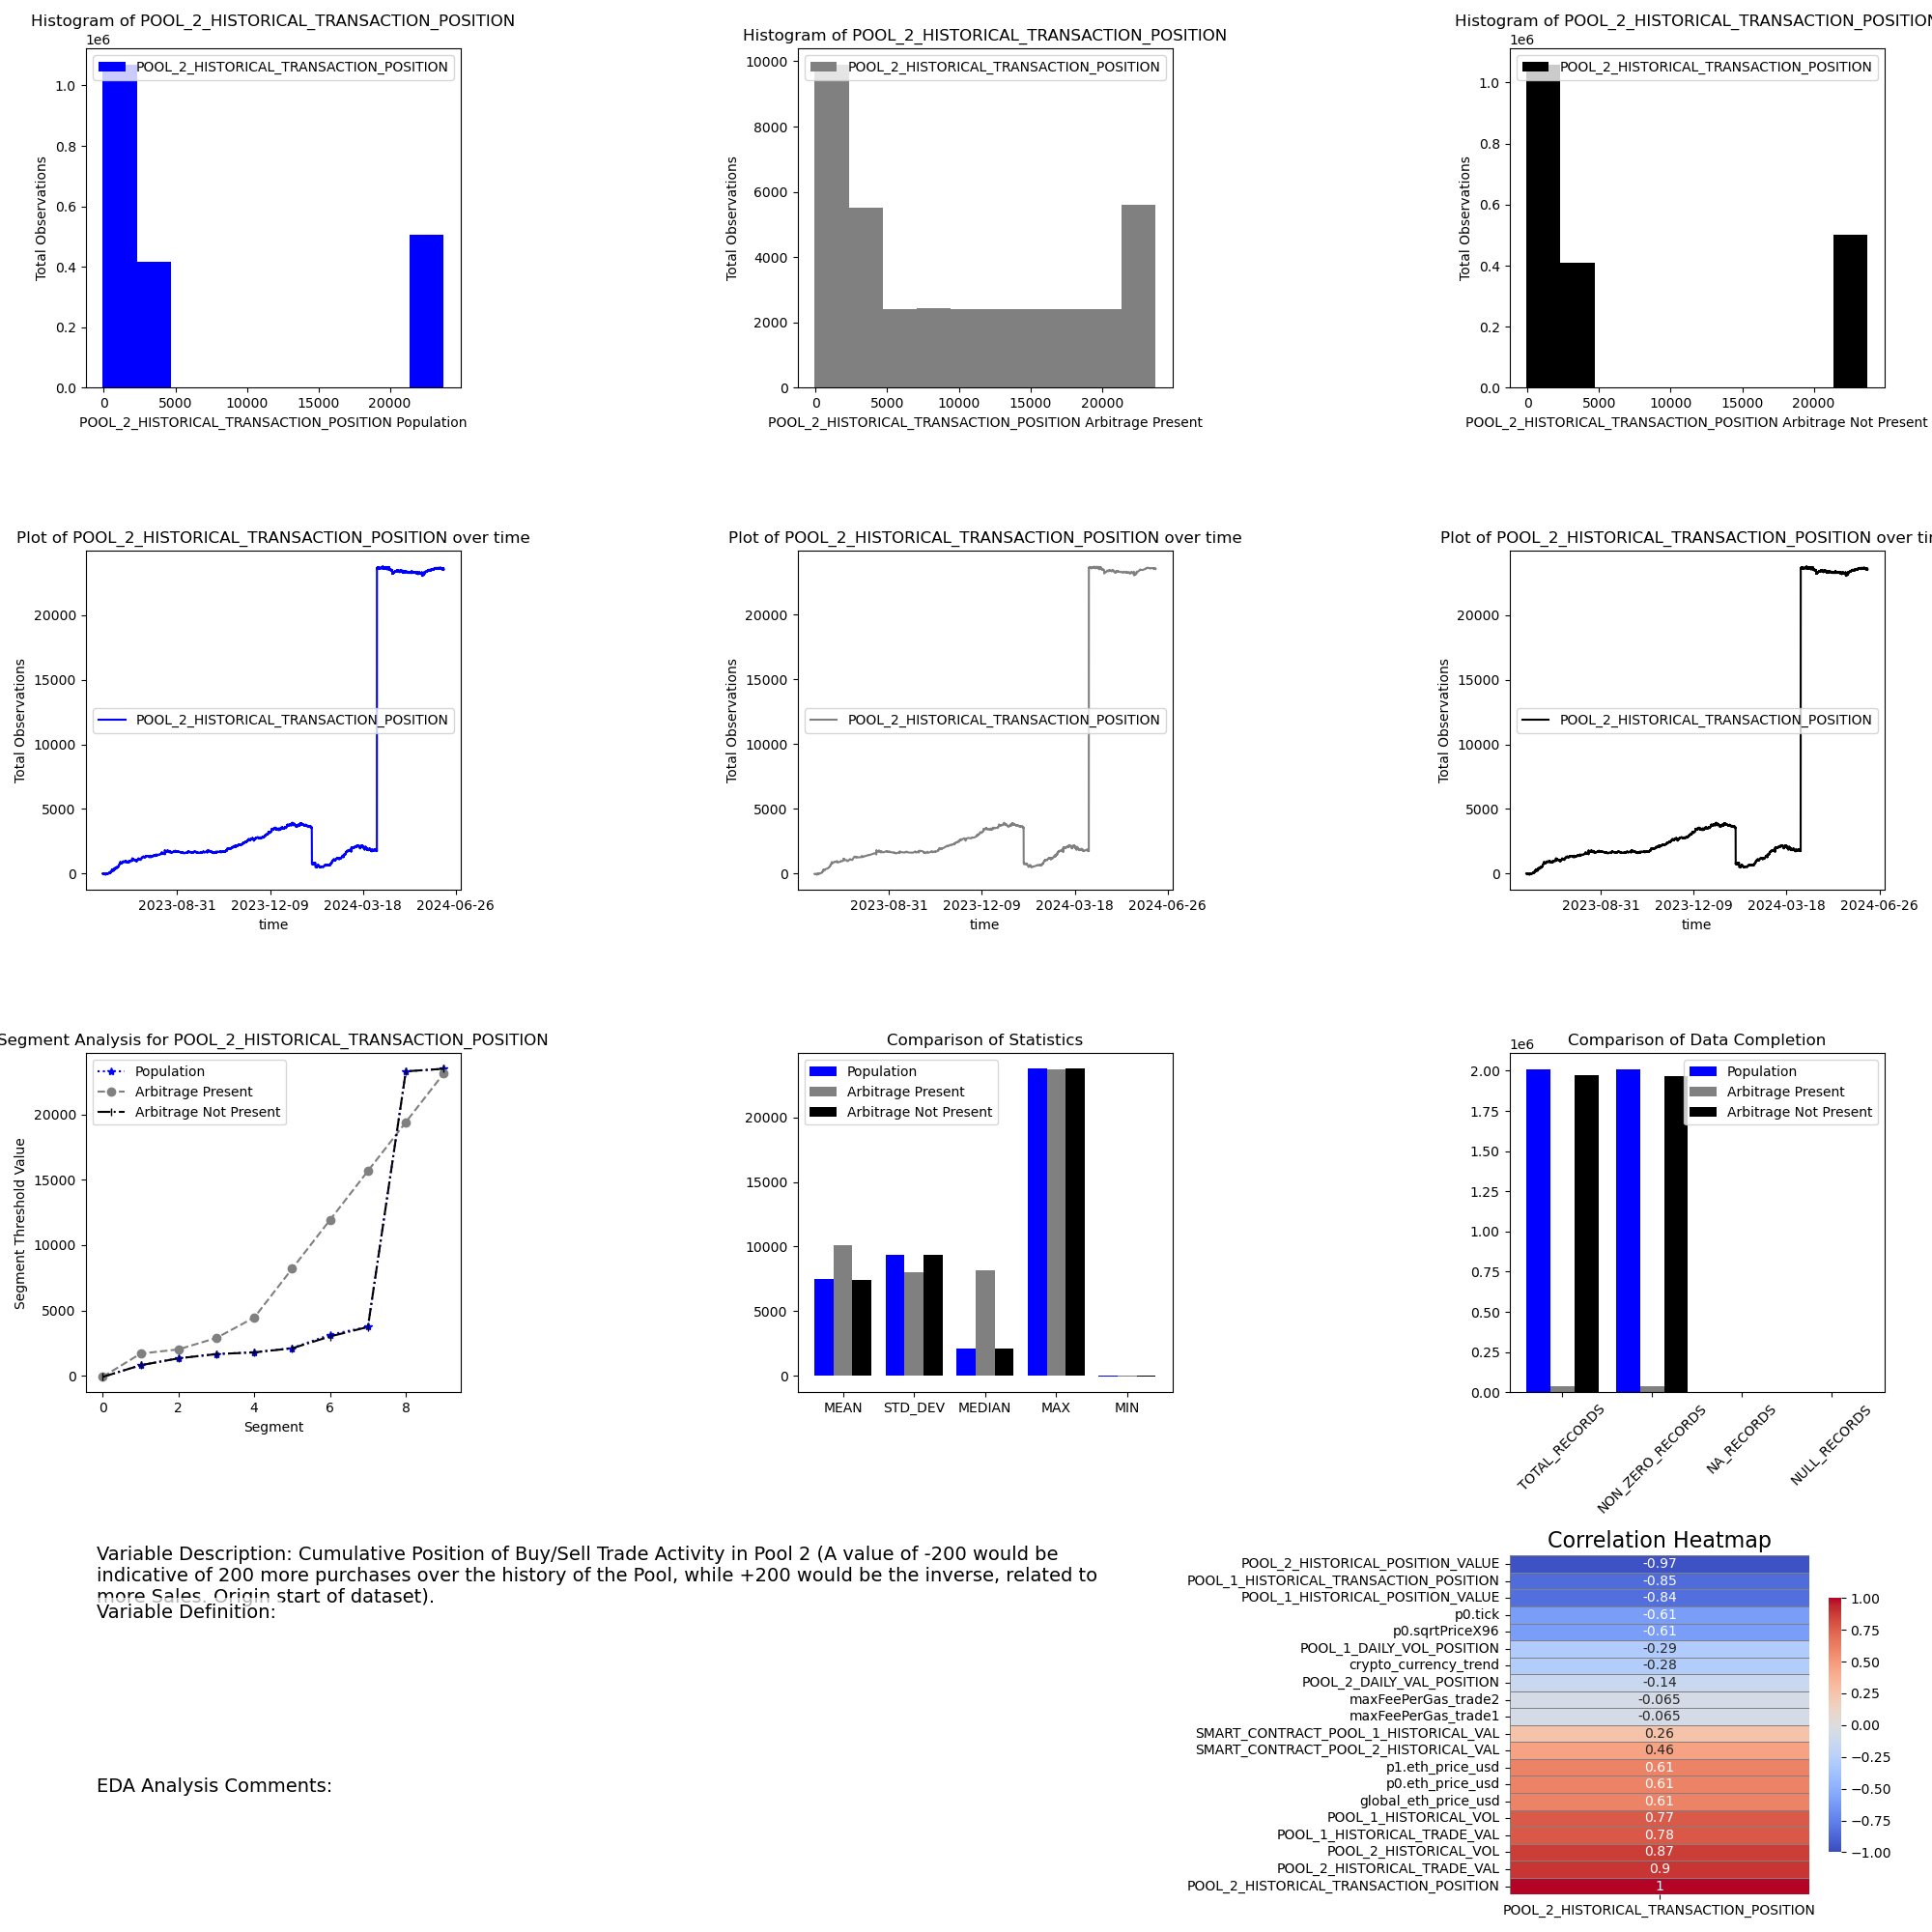 Histogram of POOL_2_HISTORICAL_TRANSACTION_POSITION
1e6
POOL_2_HISTORICAL_TRANSACTION_POSITION
Total Observations
1.0
0.8
0.6
0.4
0.2
0.0
0 5000 10000 15000 20000
POOL_2_HISTORICAL_TRANSACTION_POSITION Population
Histogram of POOL_2_HISTORICAL_TRANSACTION_POSITION
POOL_2_HISTORICAL_TRANSACTION_POSITION
Total Observations
10000
8000
6000
4000
2000
0
0 5000 10000 15000 20000
POOL_2_HISTORICAL_TRANSACTION_POSITION Arbitrage Present
Histogram of POOL_2_HISTORICAL_TRANSACTION_POSITION
1e6
POOL_2_HISTORICAL_TRANSACTION_POSITION
Total Observations
1.0
0.8
0.6
0.4
0.2
0.0
0 5000 10000 15000 20000
POOL_2_HISTORICAL_TRANSACTION_POSITION Arbitrage Not Present
Plot of POOL_2_HISTORICAL_TRANSACTION_POSITION over time
POOL_2_HISTORICAL_TRANSACTION_POSITION
Total Observations
20000
15000
10000
5000
0
2023-08-31 2023-12-09 2024-03-18 2024-06-26
time
Plot of POOL_2_HISTORICAL_TRANSACTION_POSITION over time
POOL_2_HISTORICAL_TRANSACTION_POSITION
Total Observations
20000
15000
10000
5000
0
2023-08-31 2023-12-09 2024-03-18 2024-06-26
time
Plot of POOL_2_HISTORICAL_TRANSACTION_POSITION over
POOL_2_HISTORICAL_TRANSACTION_POSITION
Total Observations
20000
15000
10000
5000
0
2023-08-31 2023-12-09 2024-03-18 2024-06-26
time
Segment Analysis for POOL_2_HISTORICAL_TRANSACTION_POSITION
Population
Arbitrage Present
Arbitrage Not Present
Segment Threshold Value
20000
15000
10000
5000
0
0 2 4 6 8
Segment
Comparison of Statistics
Population
Arbitrage Present
Arbitrage Not Present
20000
15000
10000
5000
0
MEAN STD_DEV MEDIAN MAX MIN
Comparison of Data Completion
1e6
Population
Arbitrage Present
Arbitrage Not Present
2.00
1.75
1.50
1.25
1.00
0.75
0.50
0.25
0.00
TOTAL_RECORDS NON_ZERO_RECORDS NA_RECORDS NULL_RECORDS
Variable Description: Cumulative Position of Buy/Sell Trade Activity in Pool 2 (A value of -200 would be
indicative of 200 more purchases over the history of the Pool, while +200 would be the inverse, related to
more Sales. Origin start of dataset).
Variable Definition:
EDA Analysis Comments:
Correlation Heatmap
POOL_2_HISTORICAL_POSITION_VALUE -0.97
POOL_1_HISTORICAL_TRANSACTION_POSITION -0.85
POOL_1_HISTORICAL_POSITION_VALUE -0.84
p0.tick -0.61
p0.sqrtPriceX96 -0.61
POOL_1_DAILY_VOL_POSITION -0.29
crypto_currency_trend -0.28
POOL_2_DAILY_VAL_POSITION -0.14
maxFeePerGas_trade2 -0.065
maxFeePerGas_trade1 -0.065
SMART_CONTRACT_POOL_1_HISTORICAL_VAL 0.26
SMART_CONTRACT_POOL_2_HISTORICAL_VAL 0.46
p1.eth_price_usd 0.61
p0.eth_price_usd 0.61
global_eth_price_usd 0.61
POOL_1_HISTORICAL_VOL 0.77
POOL_1_HISTORICAL_TRADE_VAL 0.78
POOL_2_HISTORICAL_VOL 0.87
POOL_2_HISTORICAL_TRADE_VAL 0.9
POOL_2_HISTORICAL_TRANSACTION_POSITION 1
POOL_2_HISTORICAL_TRANSACTION_POSITION
1.00
0.75
0.50
0.25
0.00
−0.25
−0.50
−0.75
−1.00